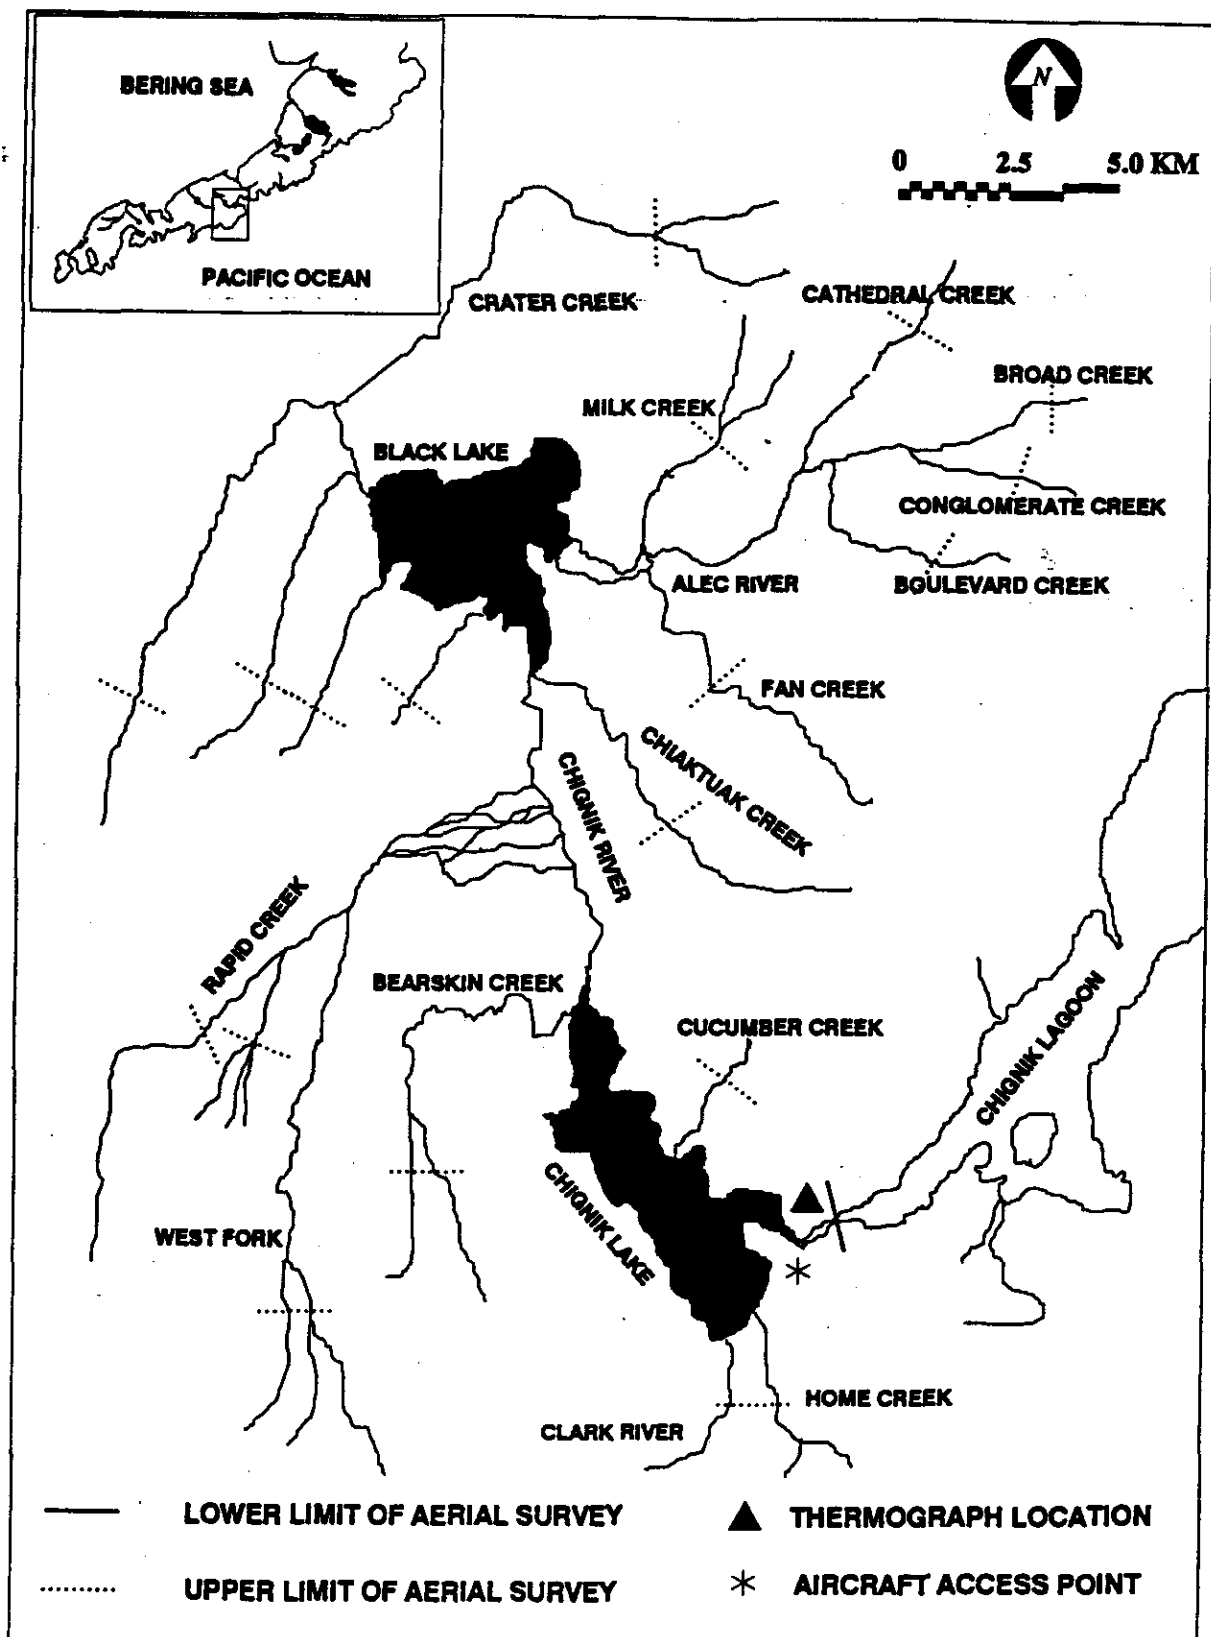 BERING SEA
PACIFIC OCEAN
N
0 2.5 5.0 KM
CRATER CREEK
CATHEDRAL CREEK
BROAD CREEK
MILK CREEK
BLACK LAKE
CONGLOMERATE CREEK
ALEC RIVER
BOULEVARD CREEK
FAN CREEK
CHIAKTUAK CREEK
CHIGNIK RIVER
RAPID CREEK
BEARSKIN CREEK
CUCUMBER CREEK
CHIGNIK LAGOON
CHIGNIK LAKE
WEST FORK
HOME CREEK
CLARK RIVER
LOWER LIMIT OF AERIAL SURVEY
THERMOGRAPH LOCATION
UPPER LIMIT OF AERIAL SURVEY
AIRCRAFT ACCESS POINT